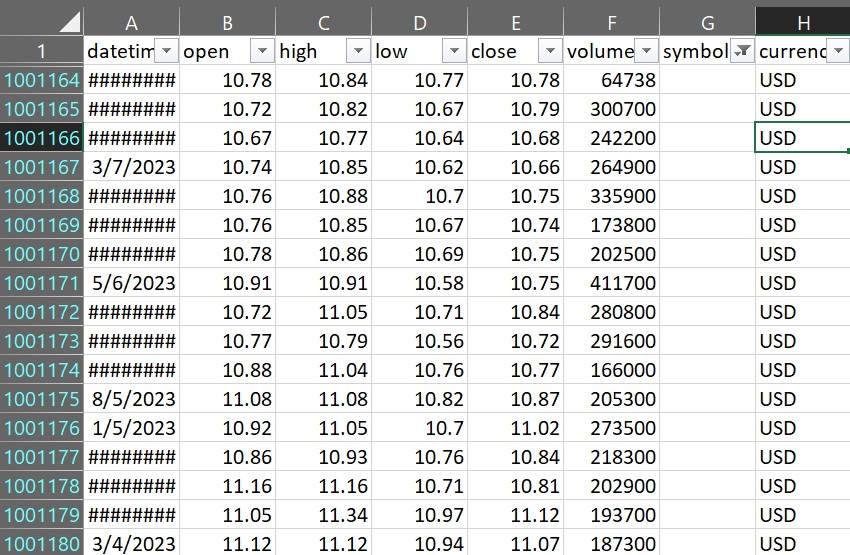 A B C D E F G H
1 datetim open high low close volume symbol currenc
1001164 ######## 10.78 10.84 10.77 10.78 64738 USD
1001165 ######## 10.72 10.82 10.67 10.79 300700 USD
1001166 ######## 10.67 10.77 10.64 10.68 242200 USD
1001167 3/7/2023 10.74 10.85 10.62 10.66 264900 USD
1001168 ######## 10.76 10.88 10.7 10.75 335900 USD
1001169 ######## 10.76 10.85 10.67 10.74 173800 USD
1001170 ######## 10.78 10.86 10.69 10.75 202500 USD
1001171 5/6/2023 10.91 10.91 10.58 10.75 411700 USD
1001172 ######## 10.72 11.05 10.71 10.84 280800 USD
1001173 ######## 10.77 10.79 10.56 10.72 291600 USD
1001174 ######## 10.88 11.04 10.76 10.77 166000 USD
1001175 8/5/2023 11.08 11.08 10.82 10.87 205300 USD
1001176 1/5/2023 10.92 11.05 10.7 11.02 273500 USD
1001177 ######## 10.86 10.93 10.76 10.84 218300 USD
1001178 ######## 11.16 11.16 10.71 10.81 202900 USD
1001179 ######## 11.05 11.34 10.97 11.12 193700 USD
1001180 3/4/2023 11.12 11.12 10.94 11.07 187300 USD